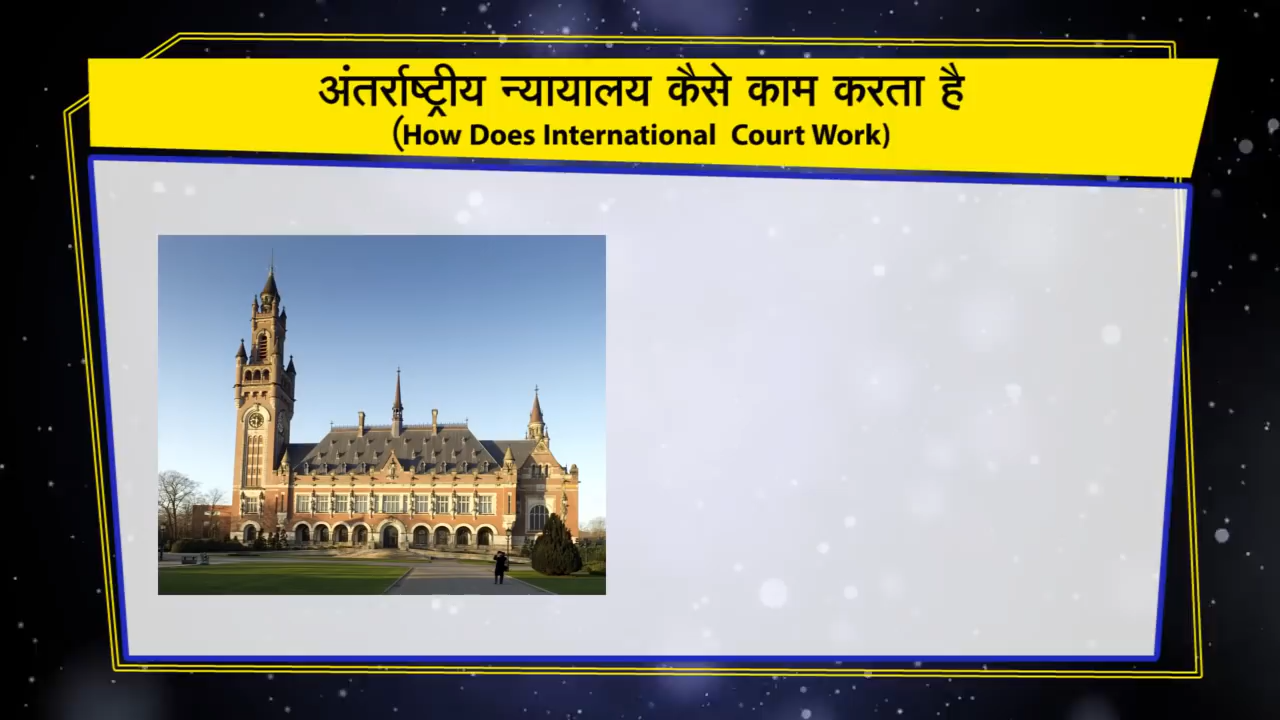 अंतर्राष्ट्रीय न्यायालय कैसे काम करता है
(How Does International Court Work)